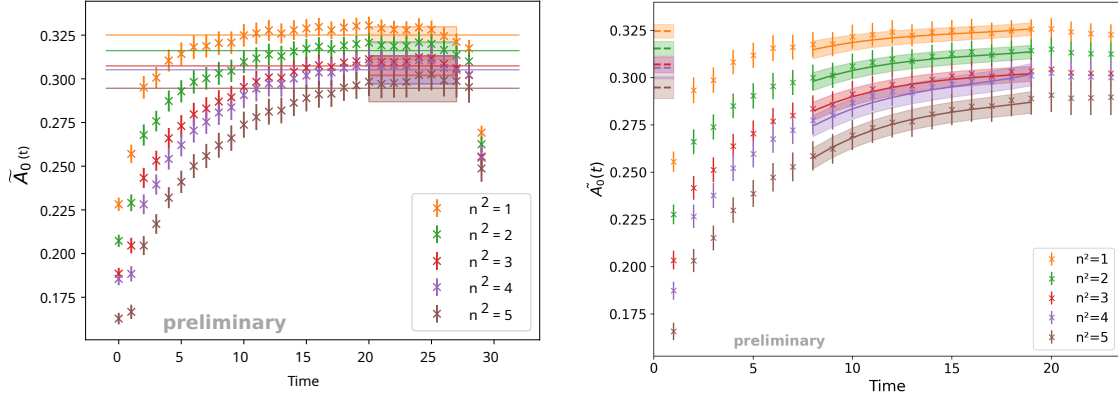 0.325
0.300
0.275
0.250
0.225
0.200
0.175
Ã₀ (t)
n² = 1
n² = 2
n² = 3
n² = 4
n² = 5
preliminary
0 5 10 15 20 25 30
Time
0.325
0.300
0.275
0.250
0.225
0.200
0.175
Ã₀(t)
n²=1
n²=2
n²=3
n²=4
n²=5
preliminary
0 5 10 15 20
Time